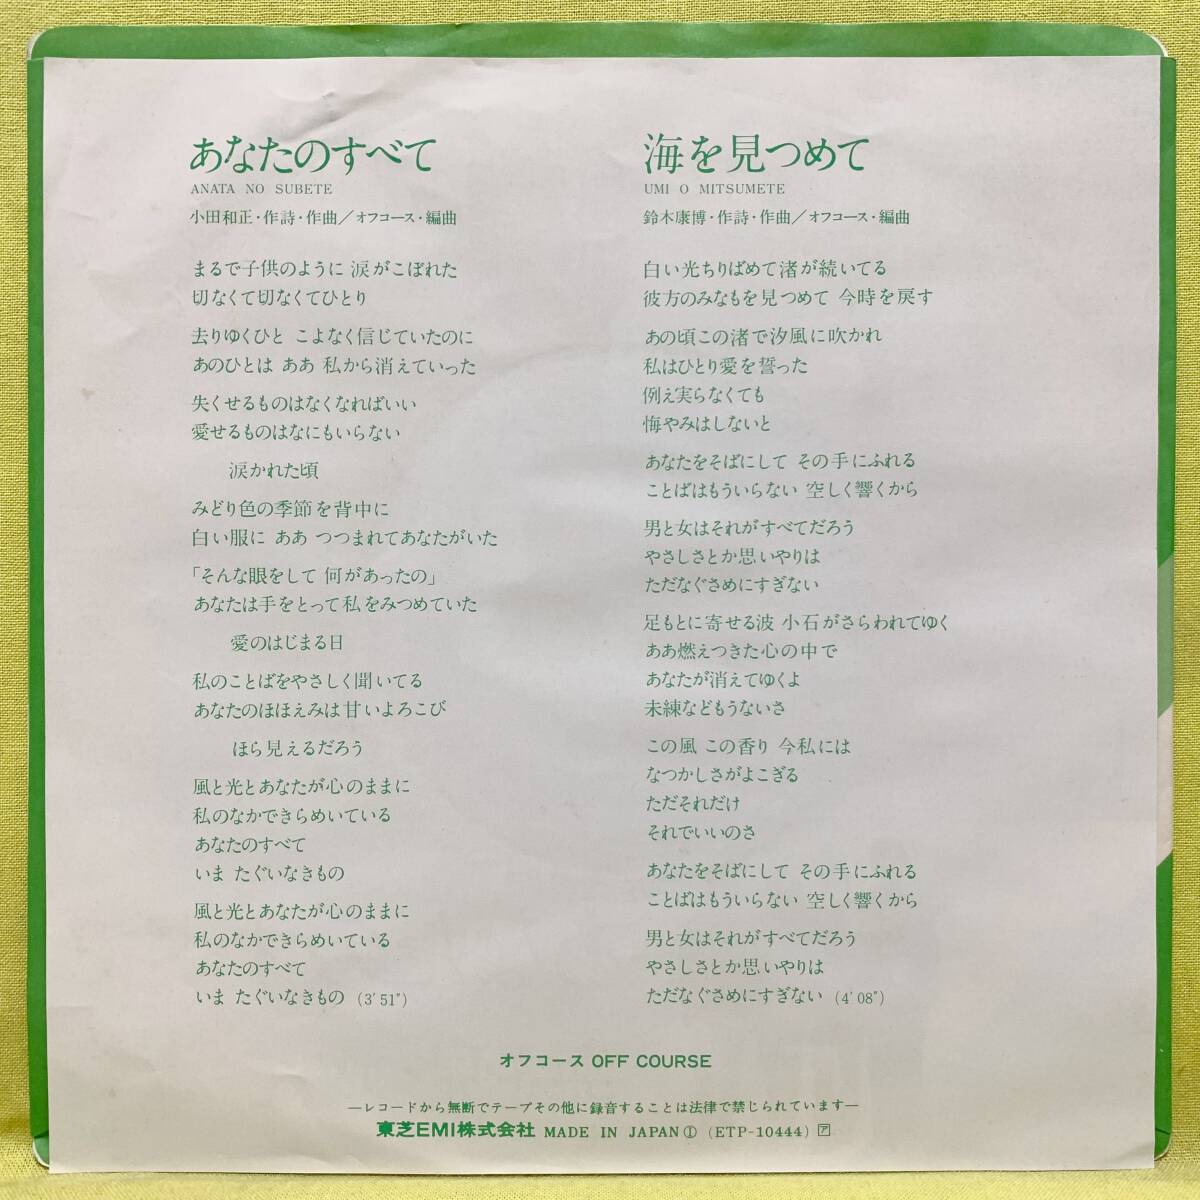 あなたのすべて
ANATA NO SUBETE
小田和正・作詩・作曲／オフコース・編曲
まるで子供のように 涙がこぼれた
切なくて切なくてひとり
去りゆくひと こよなく信じていたのに
あのひとは ああ 私から消えていった
失くせるものはなくなればいい
愛せるものはなにもいらない
涙かれた頃
みどり色の季節を背中に
白い服に ああ つつまれてあなたがいた
「そんな眼をして 何があったの」
あなたは手をとって私をみつめていた
愛のはじまる日
私のことばをやさしく聞いてる
あなたのほほえみは甘いよろこび
ほら見えるだろう
風と光とあなたが心のままに
私のなかできらめいている
あなたのすべて
いま たぐいなきもの
風と光とあなたが心のままに
私のなかできらめいている
あなたのすべて
いま たぐいなきもの (3'51")
海を見つめて
UMI O MITSUMETE
鈴木康博・作詩・作曲／オフコース・編曲
白い光ちりばめて渚が続いてる
彼方のみなもを見つめて 今時を戻す
あの頃この渚で汐風に吹かれ
私はひとり愛を誓った
例え実らなくても
悔やみはしないと
あなたをそばにして その手にふれる
ことばはもういらない 空しく響くから
男と女はそれがすべてだろう
やさしさとか思いやりは
ただなぐさめにすぎない
足もとに寄せる波 小石がさらわれてゆく
ああ燃えつきた心の中で
あなたが消えてゆくよ
未練などもうないさ
この風 この香り 今私には
なつかしさがよこぎる
ただそれだけ
それでいいのさ
あなたをそばにして その手にふれる
ことばはもういらない 空しく響くから
男と女はそれがすべてだろう
やさしさとか思いやりは
ただなぐさめにすぎない (4'08")
オフコース OFF COURSE
―レコードから無断でテープその他に録音することは法律で禁じられています―
東芝EMI株式会社 MADE IN JAPAN Ⓘ (ETP-10444) ア